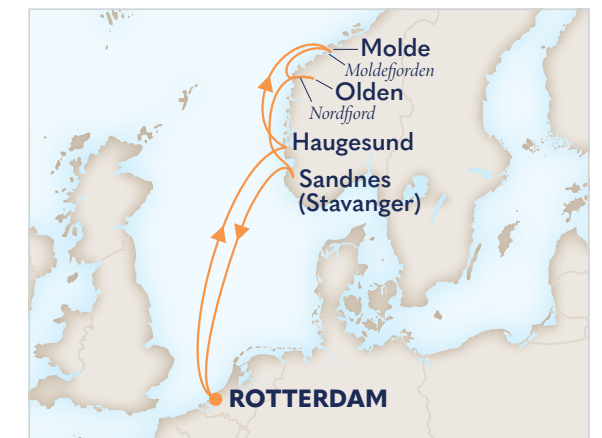 Molde
Moldefjorden
Olden
Nordfjord
Haugesund
Sandnes
(Stavanger)
ROTTERDAM